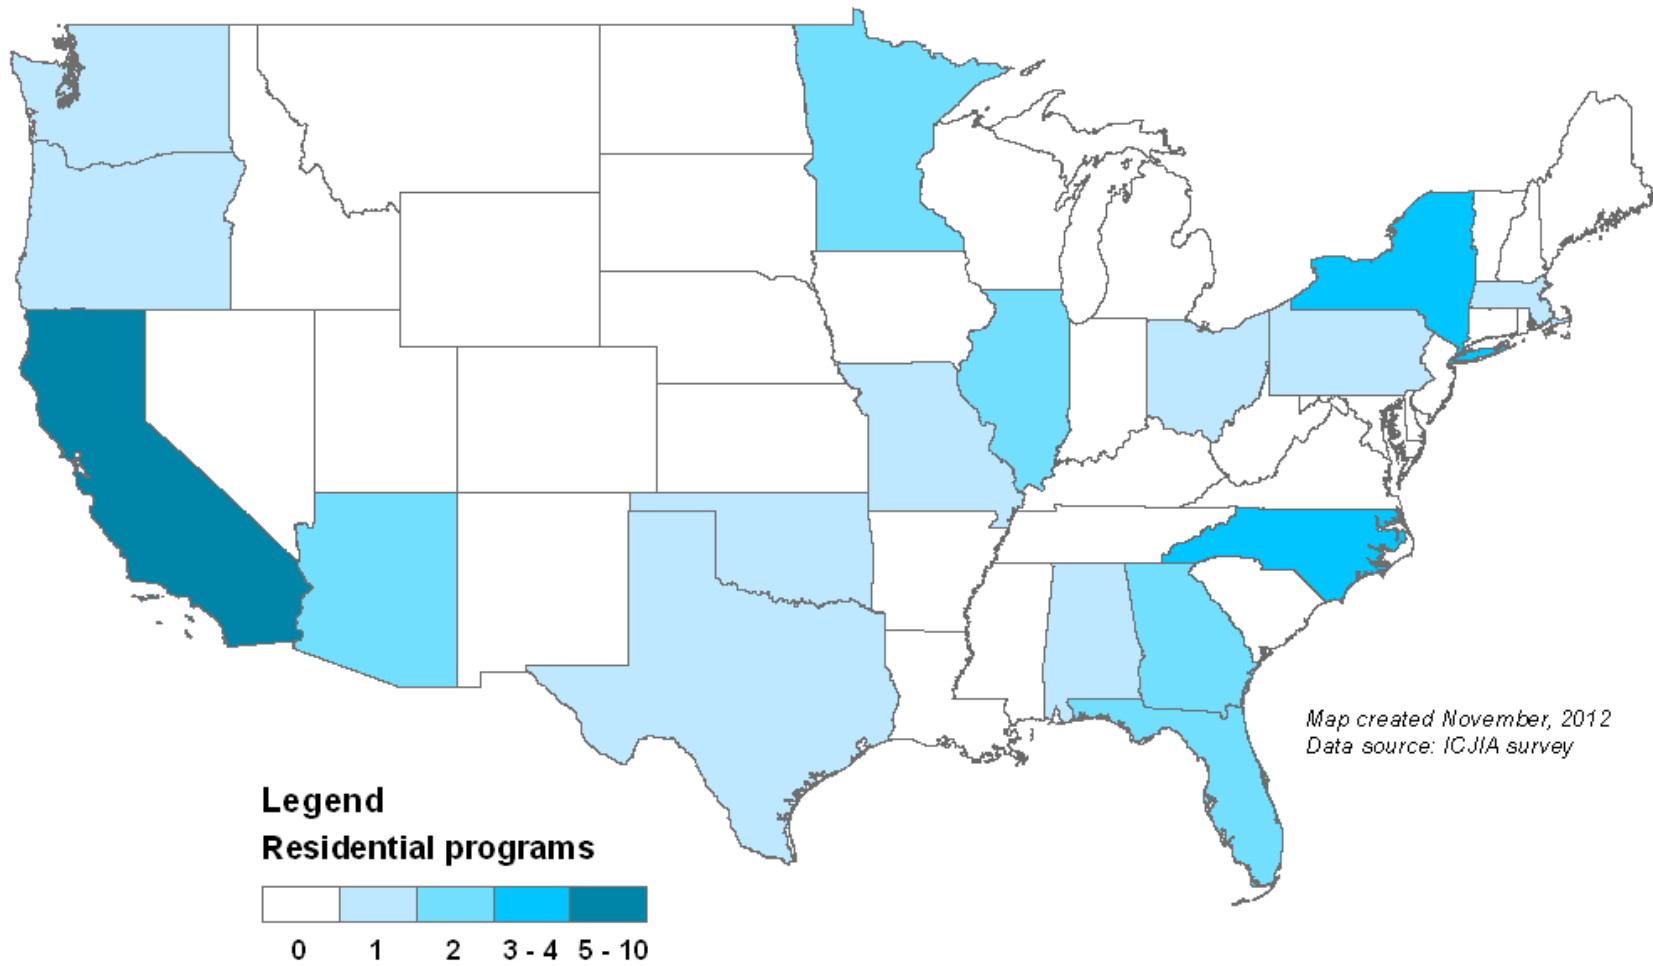 Map created November, 2012
Data source: ICJIA survey
Legend
Residential programs
0 1 2 3 - 4 5 - 10